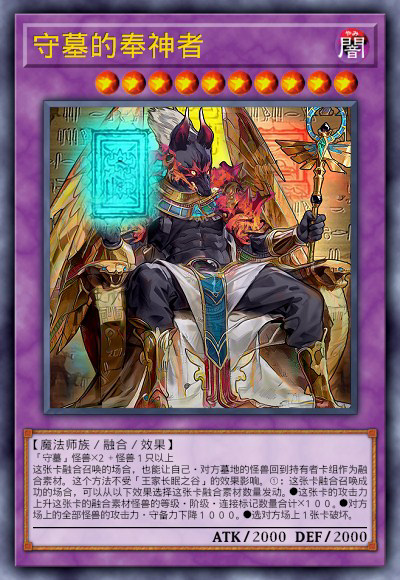 守墓的奉神者
やみ
闇
【魔法师族／融合／效果】
「守墓」怪兽×2 +怪兽1只以上
这张卡融合召唤的场合，也能让自己·对方墓地的怪兽回到持有者卡组作为融
合素材。这个方法不受「王家长眠之谷」的效果影响。①：这张卡融合召唤成
功的场合，可以从以下效果选择这张卡融合素材数量发动。●这张卡的攻击力
上升这张卡的融合素材怪兽的等级·阶级·连接标记数量合计×100。●对方
场上的全部怪兽的攻击力·守备力下降1000。●选对方场上1张卡破坏。
ATK/2000 DEF/2000